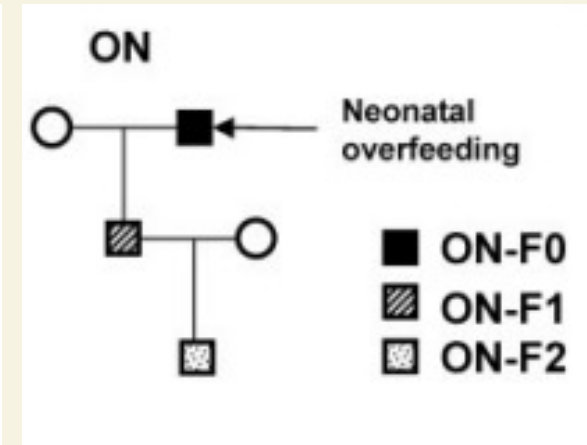 ON
Neonatal
overfeeding
ON-F0
ON-F1
ON-F2